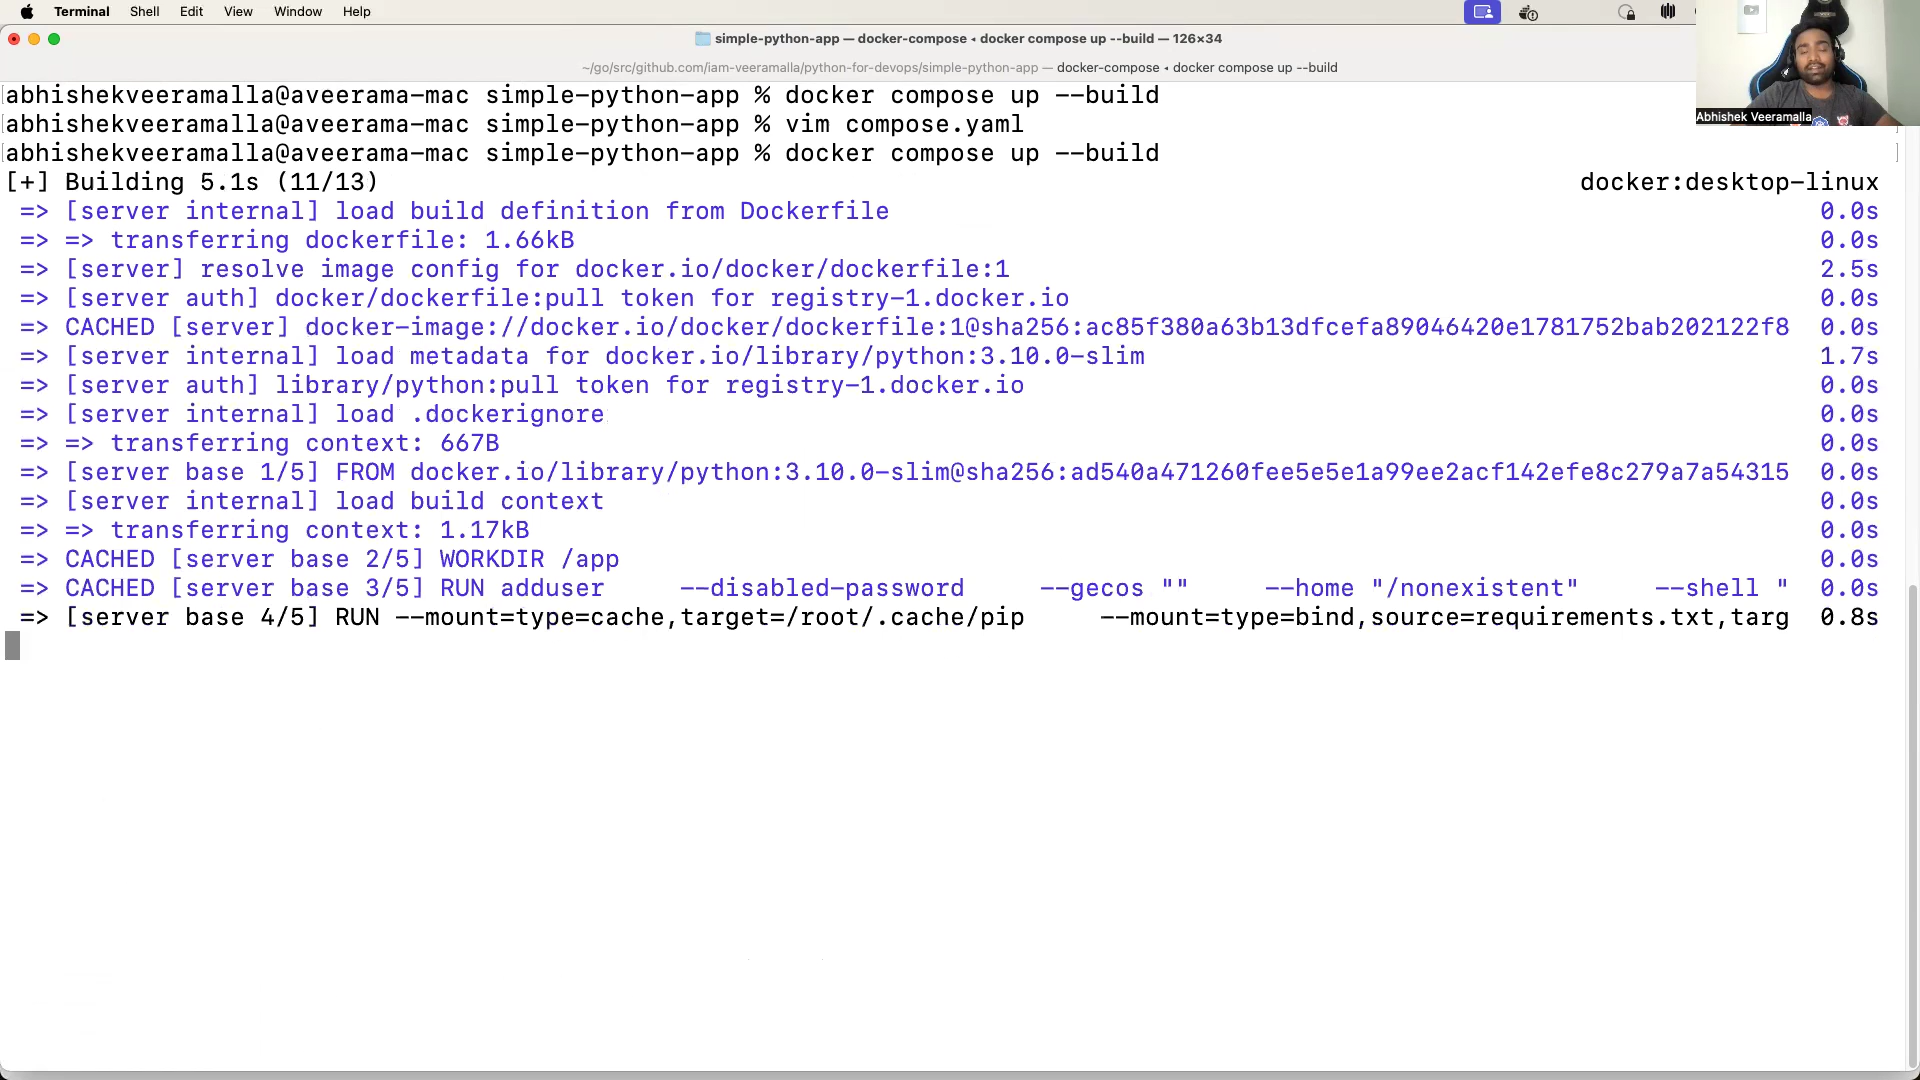 Terminal Shell Edit View Window Help
simple-python-app — docker-compose ◂ docker compose up --build — 126×34
~/go/src/github.com/iam-veeramalla/python-for-devops/simple-python-app — docker-compose ◂ docker compose up --build
Abhishek Veeramalla
abhishekveeramalla@aveerama-mac simple-python-app % docker compose up --build
abhishekveeramalla@aveerama-mac simple-python-app % vim compose.yaml
abhishekveeramalla@aveerama-mac simple-python-app % docker compose up --build
[+] Building 5.1s (11/13) docker:desktop-linux
=> [server internal] load build definition from Dockerfile 0.0s
=> => transferring dockerfile: 1.66kB 0.0s
=> [server] resolve image config for docker.io/docker/dockerfile:1 2.5s
=> [server auth] docker/dockerfile:pull token for registry-1.docker.io 0.0s
=> CACHED [server] docker-image://docker.io/docker/dockerfile:1@sha256:ac85f380a63b13dfcefa89046420e1781752bab202122f8 0.0s
=> [server internal] load metadata for docker.io/library/python:3.10.0-slim 1.7s
=> [server auth] library/python:pull token for registry-1.docker.io 0.0s
=> [server internal] load .dockerignore 0.0s
=> => transferring context: 667B 0.0s
=> [server base 1/5] FROM docker.io/library/python:3.10.0-slim@sha256:ad540a471260fee5e5e1a99ee2acf142efe8c279a7a54315 0.0s
=> [server internal] load build context 0.0s
=> => transferring context: 1.17kB 0.0s
=> CACHED [server base 2/5] WORKDIR /app 0.0s
=> CACHED [server base 3/5] RUN adduser --disabled-password --gecos "" --home "/nonexistent" --shell " 0.0s
=> [server base 4/5] RUN --mount=type=cache,target=/root/.cache/pip --mount=type=bind,source=requirements.txt,targ 0.8s